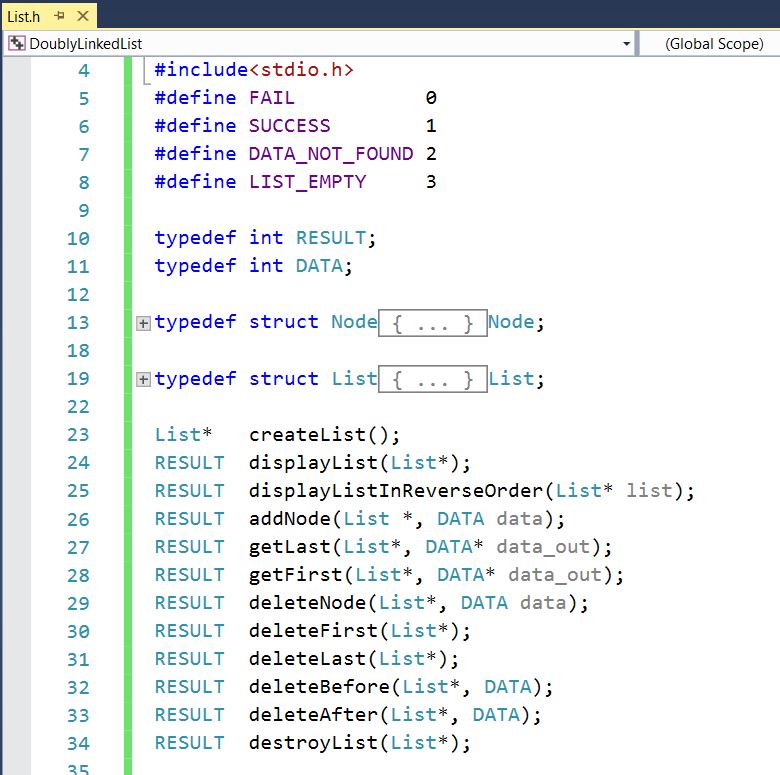 List.h
DoublyLinkedList (Global Scope)
4 #include<stdio.h>
5 #define FAIL 0
6 #define SUCCESS 1
7 #define DATA_NOT_FOUND 2
8 #define LIST_EMPTY 3
9
10 typedef int RESULT;
11 typedef int DATA;
12
13 typedef struct Node{ ... }Node;
18
19 typedef struct List{ ... }List;
22
23 List* createList();
24 RESULT displayList(List*);
25 RESULT displayListInReverseOrder(List* list);
26 RESULT addNode(List *, DATA data);
27 RESULT getLast(List*, DATA* data_out);
28 RESULT getFirst(List*, DATA* data_out);
29 RESULT deleteNode(List*, DATA data);
30 RESULT deleteFirst(List*);
31 RESULT deleteLast(List*);
32 RESULT deleteBefore(List*, DATA);
33 RESULT deleteAfter(List*, DATA);
34 RESULT destroyList(List*);
35